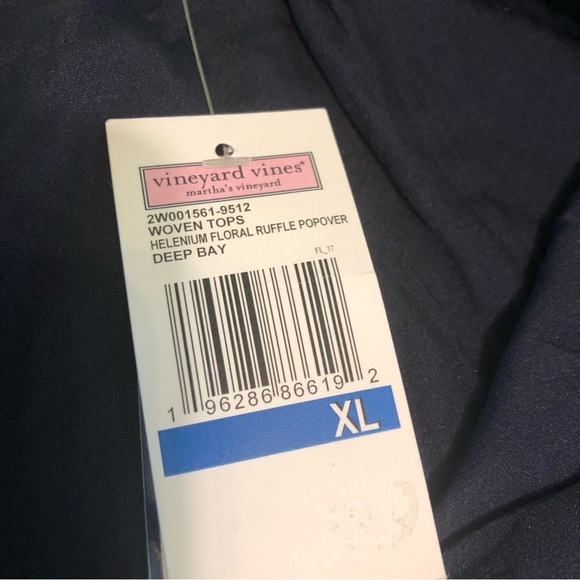 vineyard vines®
martha's vineyard
2W001561-9512
WOVEN TOPS
HELENIUM FLORAL RUFFLE POPOVER
DEEP BAY
FL_17
1 96286 86619 2
XL